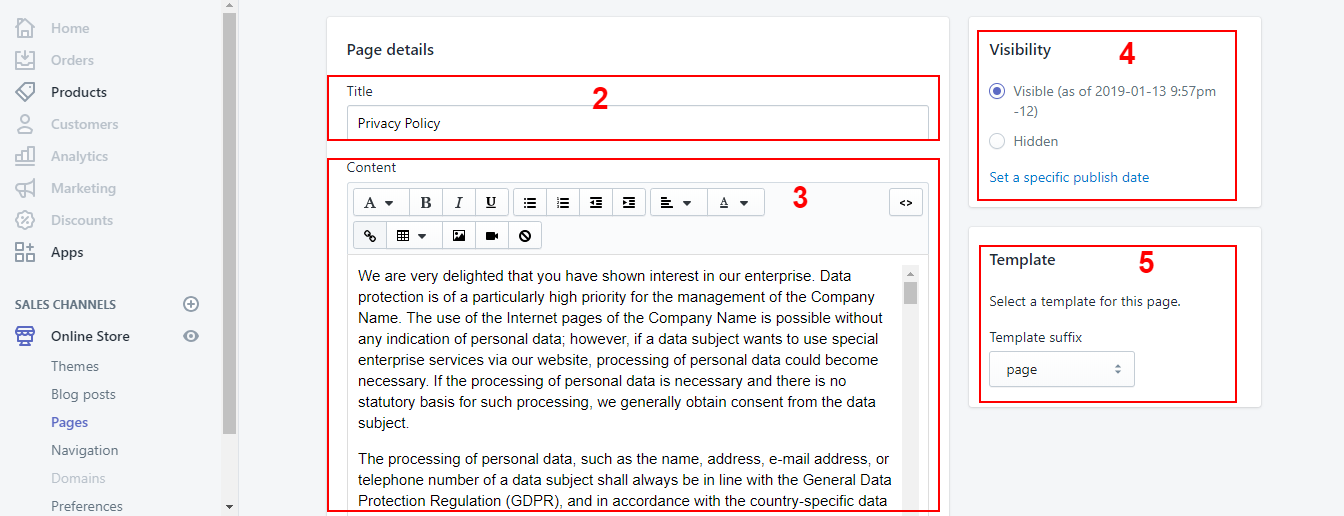 Home
Orders
Products
Customers
Analytics
Marketing
Discounts
Apps
SALES CHANNELS
Online Store
Themes
Blog posts
Pages
Navigation
Domains
Preferences
Page details
Title
2
Privacy Policy
Content
3
A B I U A <>
We are very delighted that you have shown interest in our enterprise. Data
protection is of a particularly high priority for the management of the Company
Name. The use of the Internet pages of the Company Name is possible without
any indication of personal data; however, if a data subject wants to use special
enterprise services via our website, processing of personal data could become
necessary. If the processing of personal data is necessary and there is no
statutory basis for such processing, we generally obtain consent from the data
subject.
The processing of personal data, such as the name, address, e-mail address, or
telephone number of a data subject shall always be in line with the General Data
Protection Regulation (GDPR), and in accordance with the country-specific data
Visibility
4
Visible (as of 2019-01-13 9:57pm
-12)
Hidden
Set a specific publish date
Template
5
Select a template for this page.
Template suffix
page